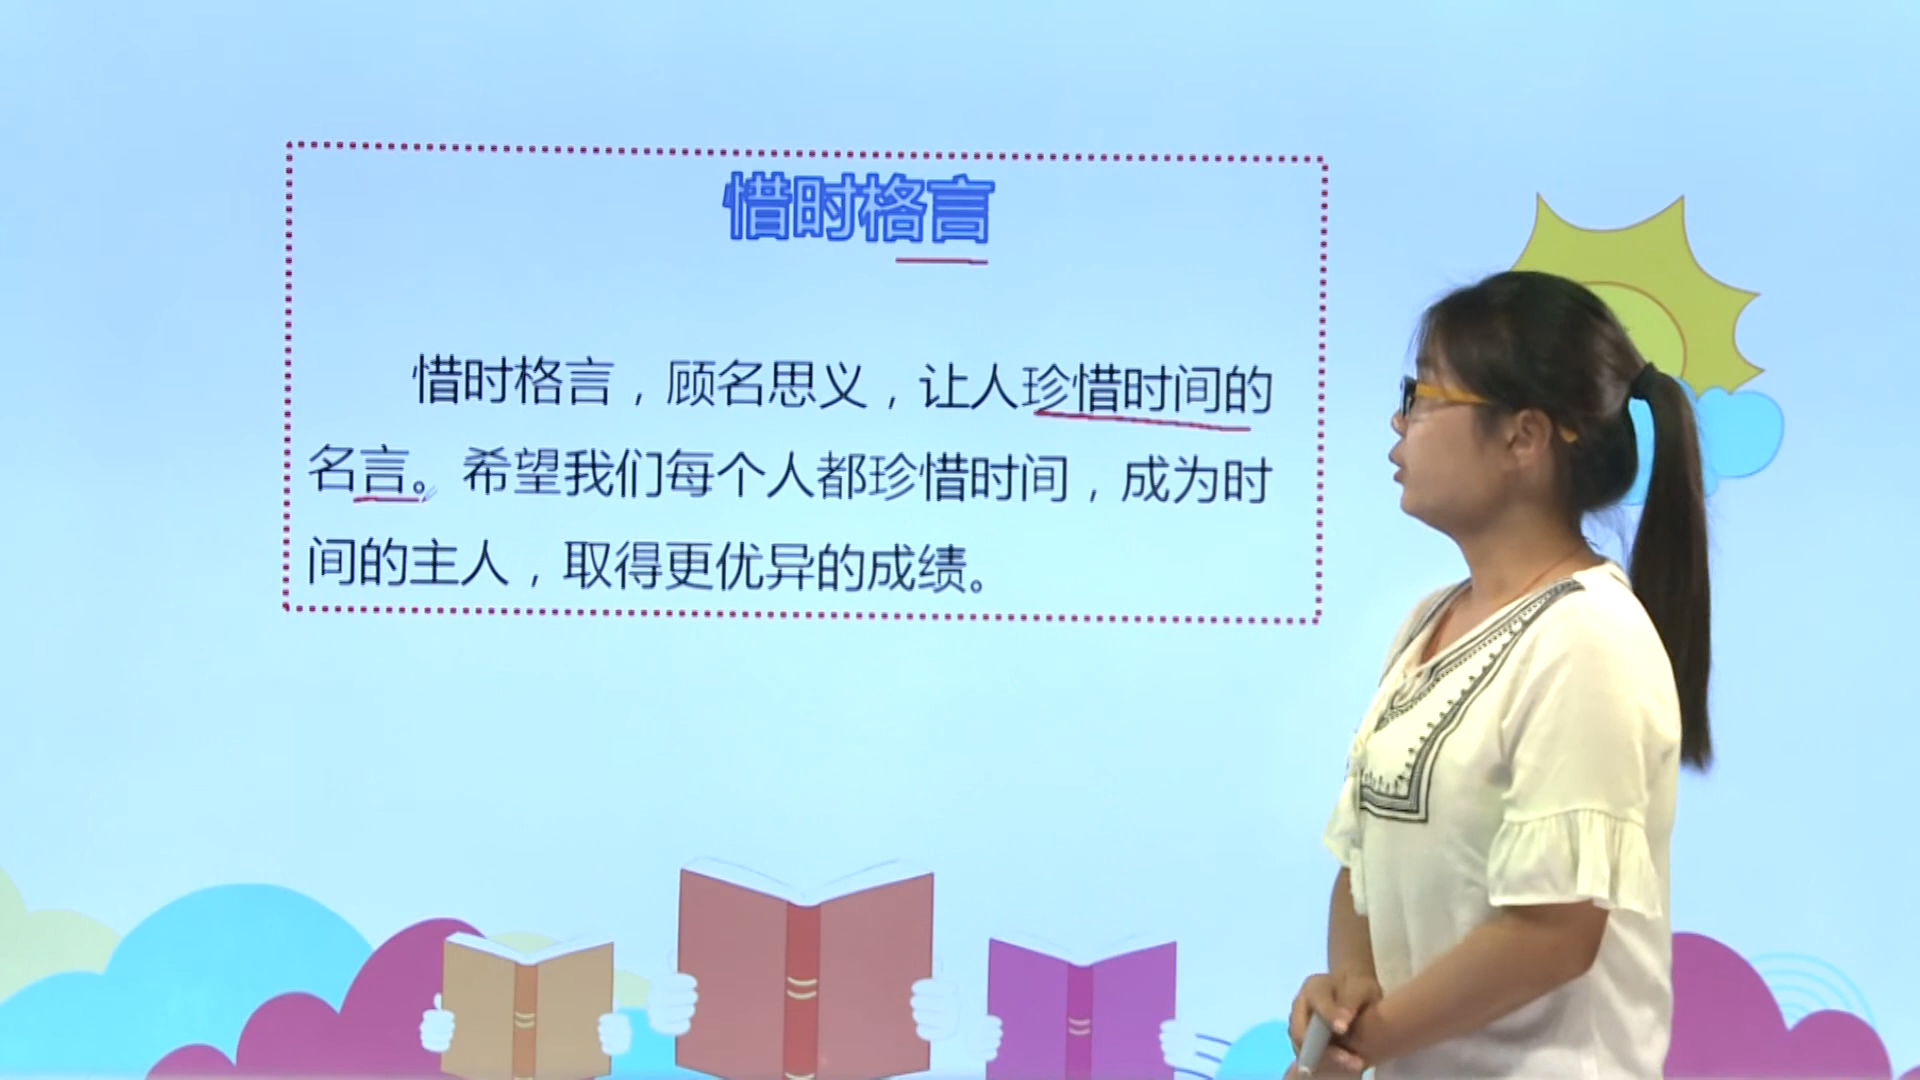 惜时格言
惜时格言，顾名思义，让人珍惜时间的
名言。希望我们每个人都珍惜时间，成为时
间的主人，取得更优异的成绩。